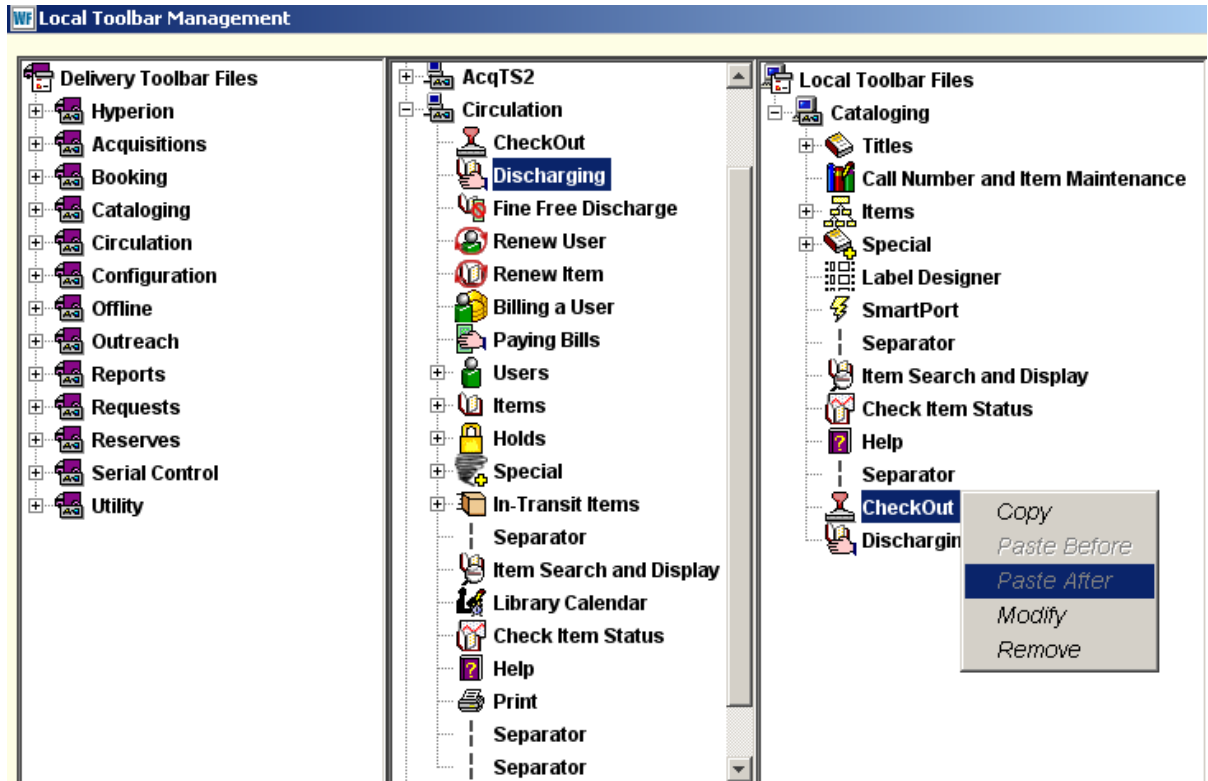 WF Local Toolbar Management
Delivery Toolbar Files
Hyperion
Acquisitions
Booking
Cataloging
Circulation
Configuration
Offline
Outreach
Reports
Requests
Reserves
Serial Control
Utility
AcqTS2
Circulation
CheckOut
Discharging
Fine Free Discharge
Renew User
Renew Item
Billing a User
Paying Bills
Users
Items
Holds
Special
In-Transit Items
Separator
Item Search and Display
Library Calendar
Check Item Status
Help
Print
Separator
Separator
Local Toolbar Files
Cataloging
Titles
Call Number and Item Maintenance
Items
Special
Label Designer
SmartPort
Separator
Item Search and Display
Check Item Status
Help
Separator
CheckOut
Dischargin
Copy
Paste Before
Paste After
Modify
Remove